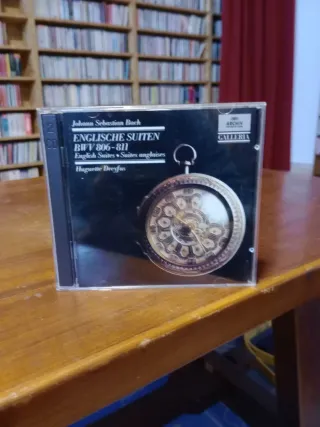 Johann Sebastian Bach
ENGLISCHE SUITEN
BWV 806-811
English Suites • Suites anglaises
Huguette Dreyfus
ARCHIV
GALLERIA